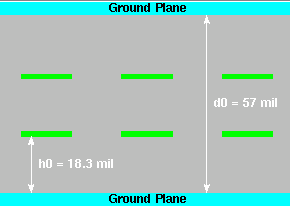 Ground Plane
d0 = 57 mil
h0 = 18.3 mil
Ground Plane